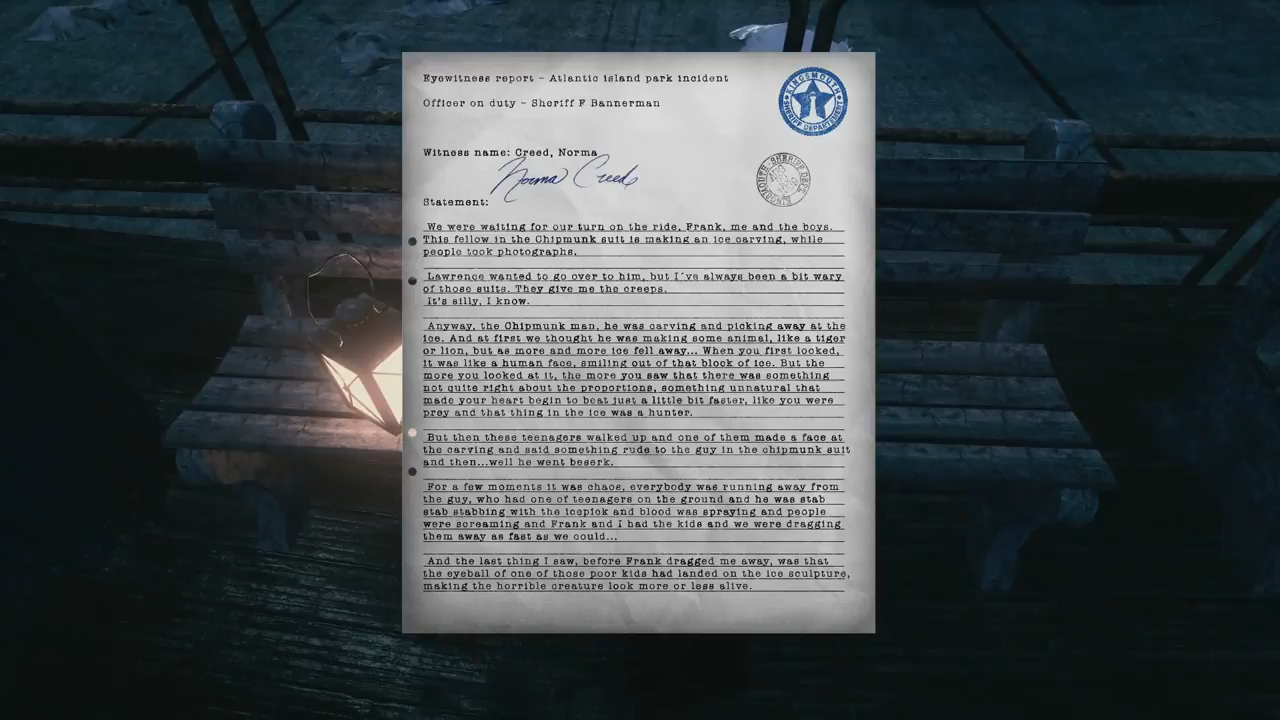 Eyewitness report - Atlantic island park incident
KINGSMOUTH
SHERIFF DEPARTEMENT
Officer on duty - Sheriff F Bannerman
Witness name: Creed, Norma
Norma Creed
Statement:
We were waiting for our turn on the ride, Frank, me and the boys.
This fellow in the Chipmunk suit is making an ice carving, while
people took photographs.
Lawrence wanted to go over to him, but I´ve always been a bit wary
of those suits. They give me the creeps.
It's silly, I know.
Anyway, the Chipmunk man, he was carving and picking away at the
ice. And at first we thought he was making some animal, like a tiger
or lion, but as more and more ice fell away... When you first looked,
it was like a human face, smiling out of that block of ice. But the
more you looked at it, the more you saw that there was something
not quite right about the proportions, something unnatural that
made your heart begin to beat just a little bit faster, like you were
prey and that thing in the ice was a hunter.
But then these teenagers walked up and one of them made a face at
the carving and said something rude to the guy in the chipmunk suit
and then...well he went beserk.
For a few moments it was chaos, everybody was running away from
the guy, who had one of teenagers on the ground and he was stab
stab stabbing with the icepick and blood was spraying and people
were screaming and Frank and I had the kids and we were dragging
them away as fast as we could...
And the last thing I saw, before Frank dragged me away, was that
the eyeball of one of those poor kids had landed on the ice sculpture,
making the horrible creature look more or less alive.